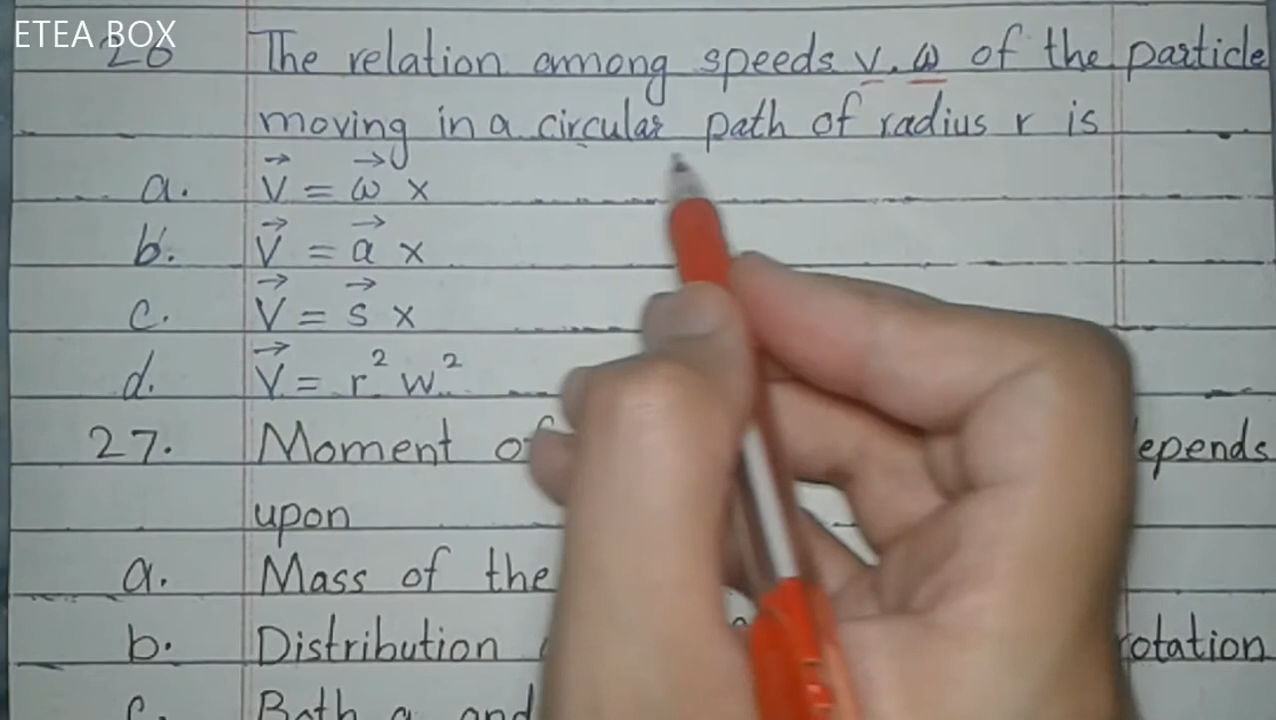 ETEA BOX
26 The relation among speeds v. ω of the particle
moving in a circular path of radius r is
a. V⃗ = ω⃗ ×
b. V⃗ = a⃗ ×
c. V⃗ = s⃗ ×
d. V⃗ = r² w²
27. Moment of epends
upon
a. Mass of the
b. Distribution rotation
c. Both a and